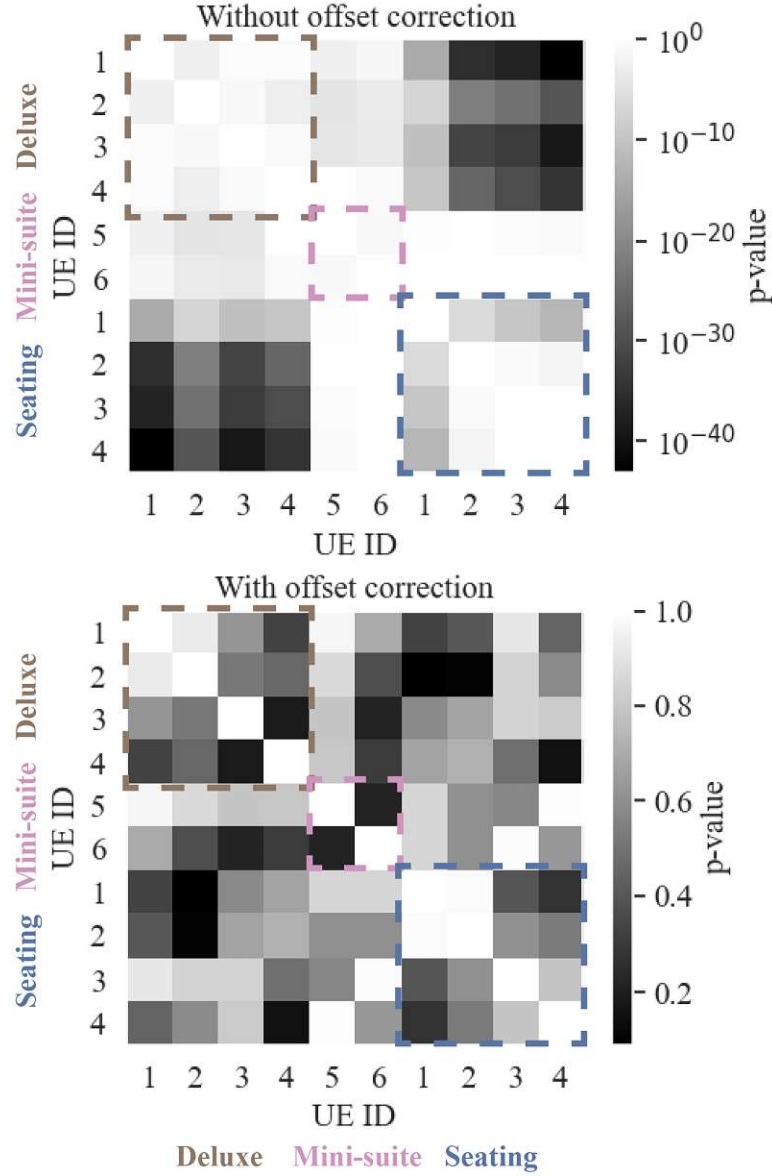 Without offset correction
1
2
3
4
5
6
1
2
3
4
Deluxe
Mini-suite
Seating
UE ID
10⁰
10⁻¹⁰
10⁻²⁰
10⁻³⁰
10⁻⁴⁰
p-value
1 2 3 4 5 6 1 2 3 4
UE ID
With offset correction
1
2
3
4
5
6
1
2
3
4
Deluxe
Mini-suite
Seating
UE ID
1.0
0.8
0.6
0.4
0.2
p-value
1 2 3 4 5 6 1 2 3 4
UE ID
Deluxe Mini-suite Seating